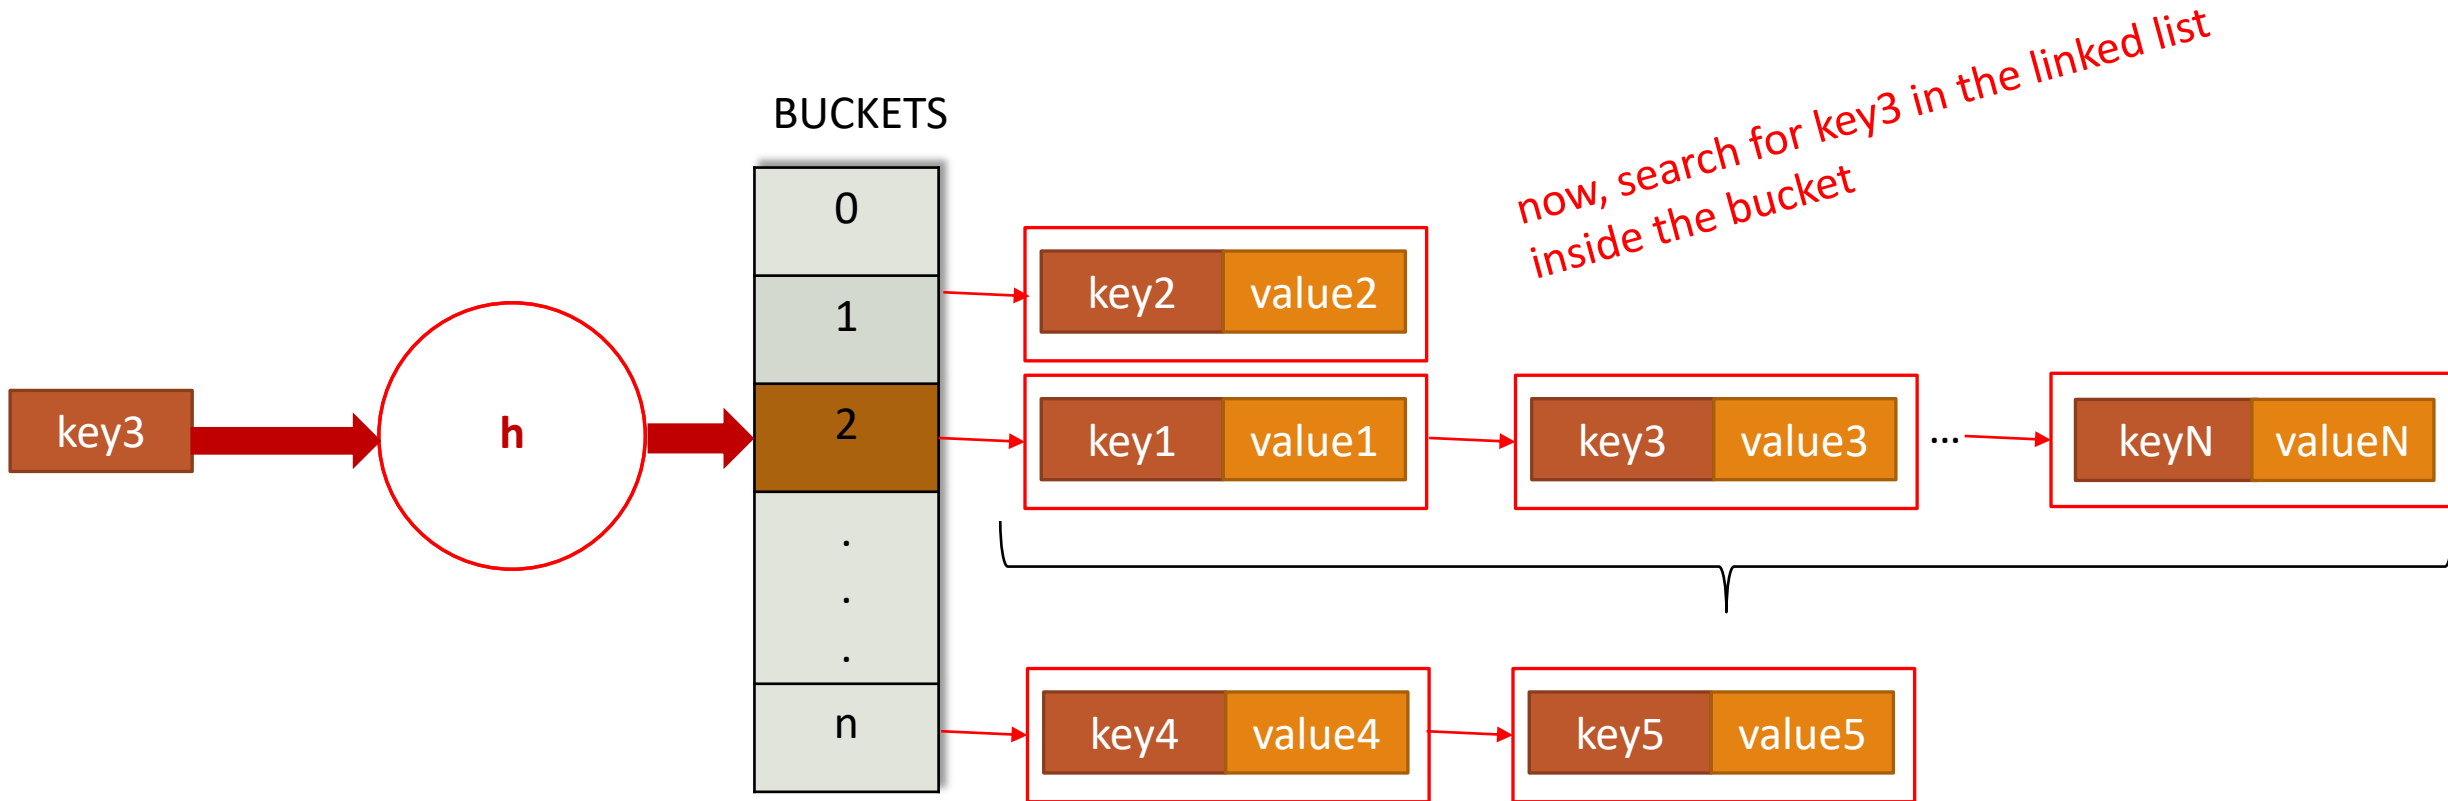 now, search for key3 in the linked list
inside the bucket
BUCKETS
0
1
2
.
.
.
n
key3
h
key2 value2
key1 value1 key3 value3 ... keyN valueN
key4 value4 key5 value5